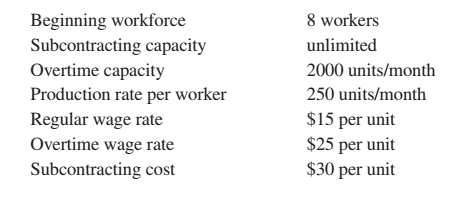 Beginning workforce 8 workers
Subcontracting capacity unlimited
Overtime capacity 2000 units/month
Production rate per worker 250 units/month
Regular wage rate $15 per unit
Overtime wage rate $25 per unit
Subcontracting cost $30 per unit